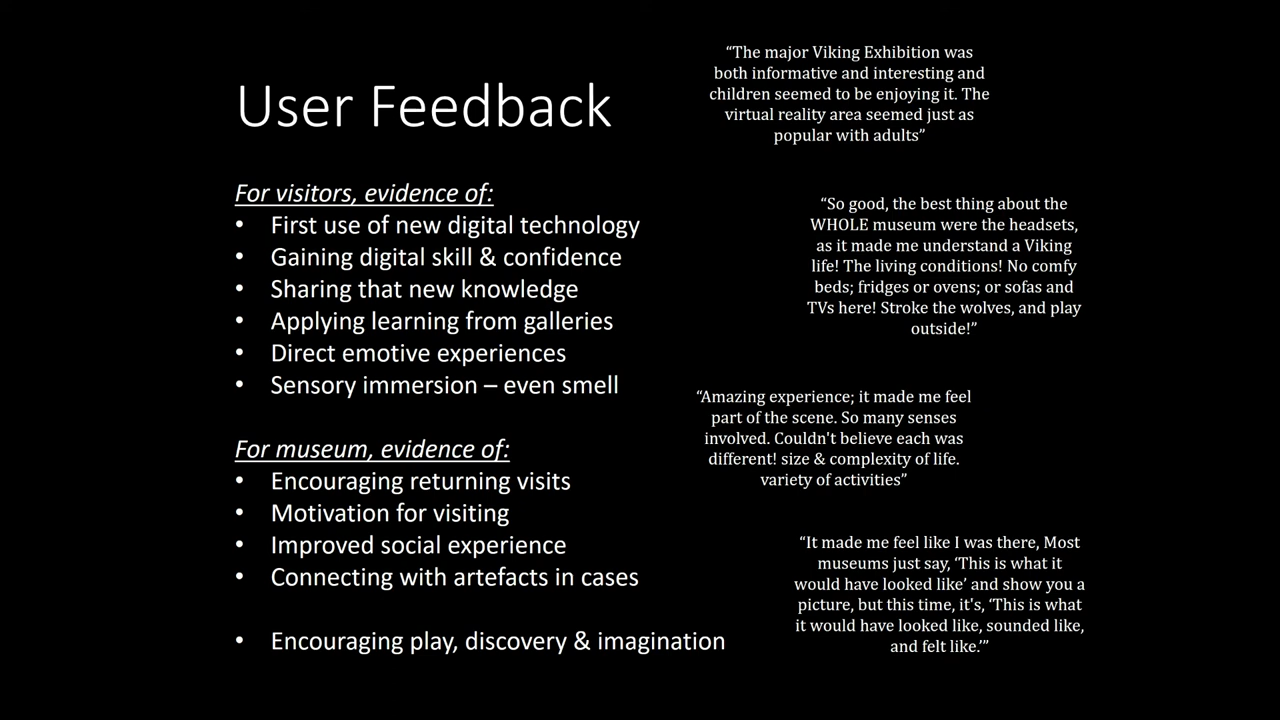 User Feedback
For visitors, evidence of:
• First use of new digital technology
• Gaining digital skill & confidence
• Sharing that new knowledge
• Applying learning from galleries
• Direct emotive experiences
• Sensory immersion – even smell
For museum, evidence of:
• Encouraging returning visits
• Motivation for visiting
• Improved social experience
• Connecting with artefacts in cases
• Encouraging play, discovery & imagination
“The major Viking Exhibition was
both informative and interesting and
children seemed to be enjoying it. The
virtual reality area seemed just as
popular with adults”
“So good, the best thing about the
WHOLE museum were the headsets,
as it made me understand a Viking
life! The living conditions! No comfy
beds; fridges or ovens; or sofas and
TVs here! Stroke the wolves, and play
outside!”
“Amazing experience; it made me feel
part of the scene. So many senses
involved. Couldn't believe each was
different! size & complexity of life.
variety of activities”
“It made me feel like I was there, Most
museums just say, ‘This is what it
would have looked like’ and show you a
picture, but this time, it's, ‘This is what
it would have looked like, sounded like,
and felt like.’”